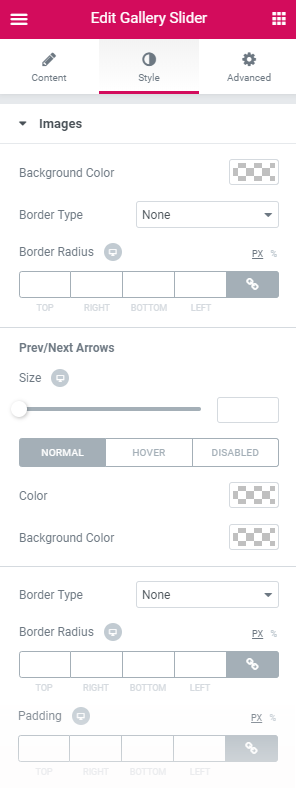 Edit Gallery Slider
Content Style Advanced
Images
Background Color
Border Type None
Border Radius PX %
TOP RIGHT BOTTOM LEFT
Prev/Next Arrows
Size
NORMAL HOVER DISABLED
Color
Background Color
Border Type None
Border Radius PX %
TOP RIGHT BOTTOM LEFT
Padding PX %
TOP RIGHT BOTTOM LEFT